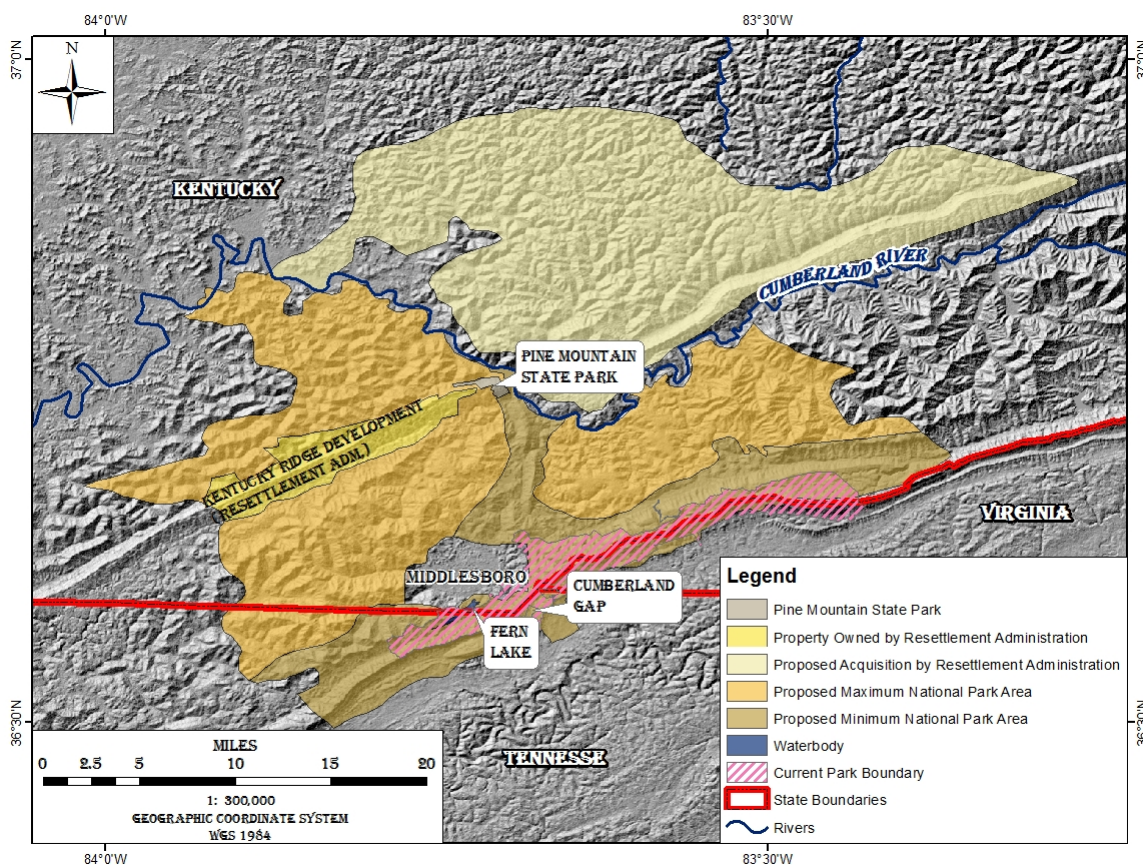 84°0'W
83°30'W
37°0'N
37°0'N
N
KENTUCKY
CUMBERLAND RIVER
PINE MOUNTAIN
STATE PARK
KENTUCKY RIDGE DEVELOPMENT
(RESETTLEMENT ADM.)
VIRGINIA
MIDDLESBORO
CUMBERLAND
GAP
FERN
LAKE
TENNESSE
36°30'N
36°30'N
MILES
0 2.5 5 10 15 20
1: 300,000
GEOGRAPHIC COORDINATE SYSTEM
WGS 1984
Legend
Pine Mountain State Park
Property Owned by Resettlement Administration
Proposed Acquisition by Resettlement Administration
Proposed Maximum National Park Area
Proposed Minimum National Park Area
Waterbody
Current Park Boundary
State Boundaries
Rivers
84°0'W
83°30'W